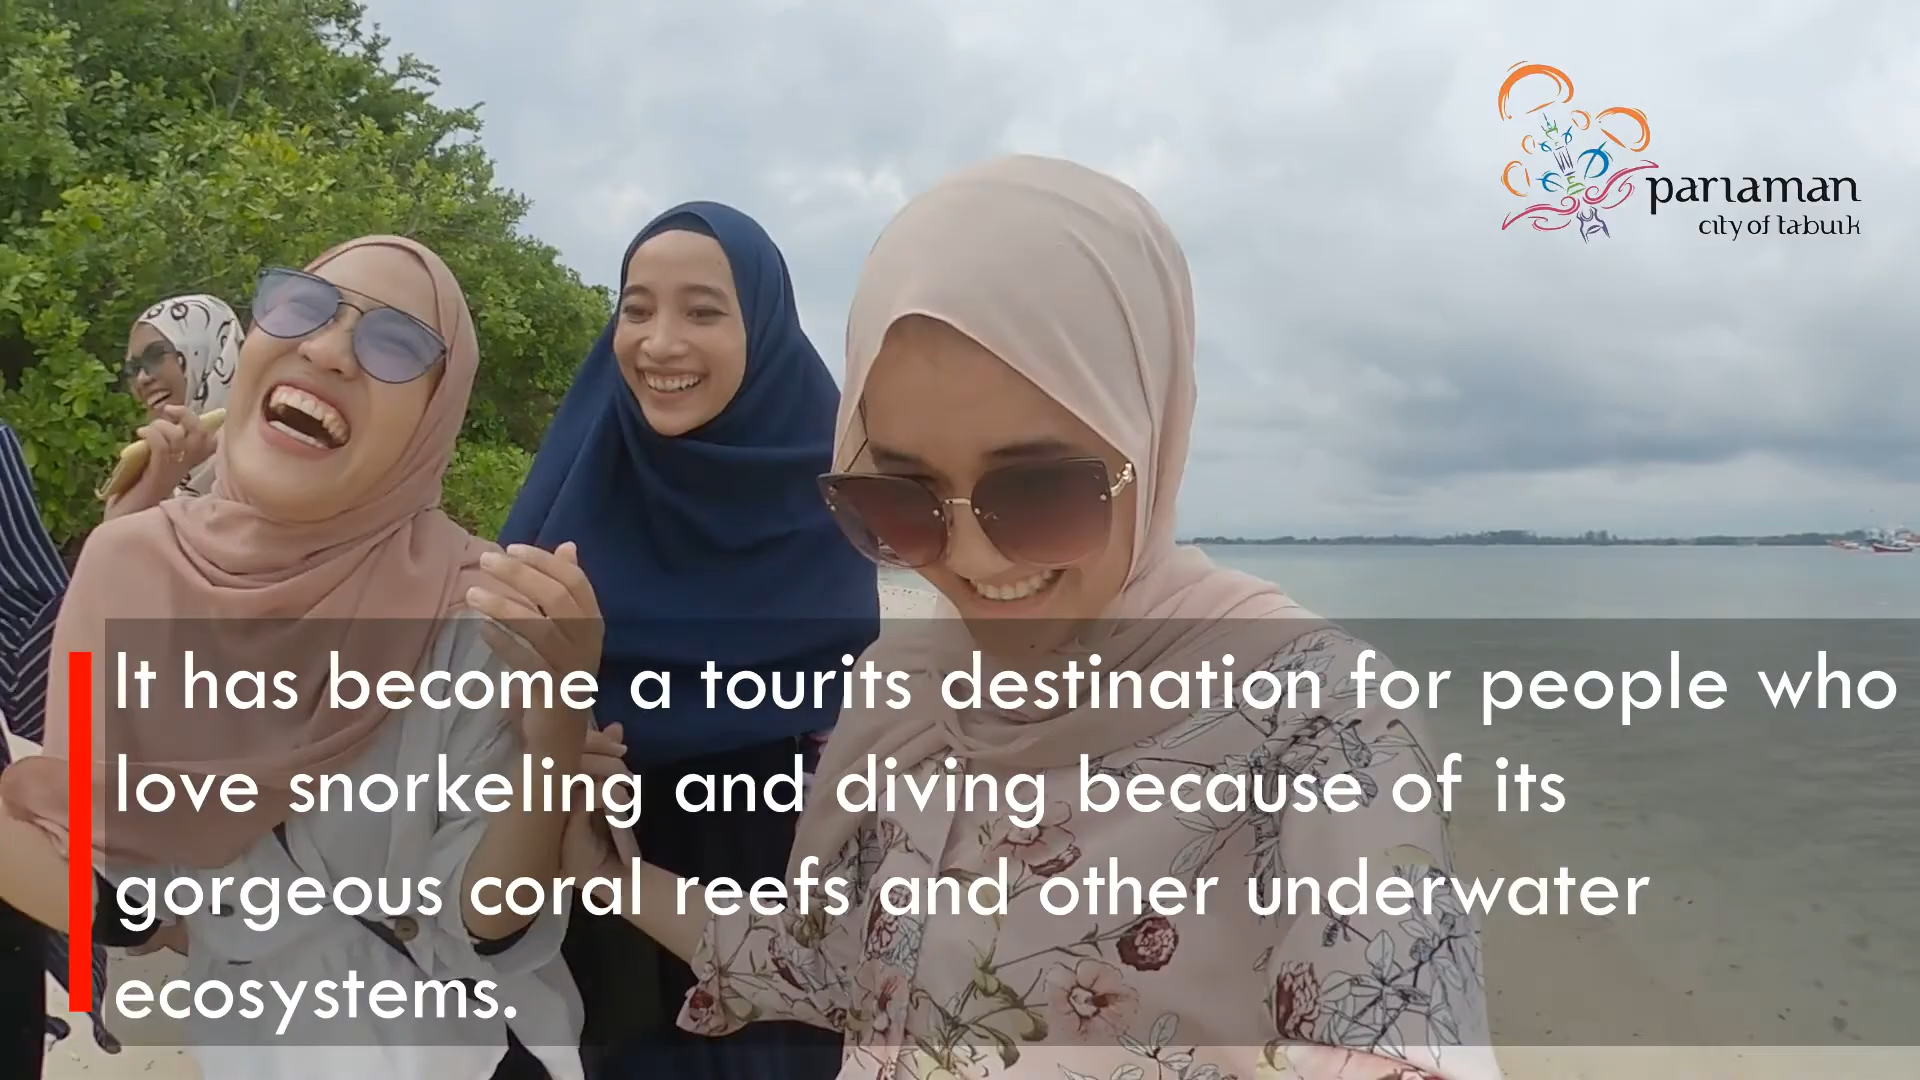 parıaman
city of tabuik
It has become a tourits destination for people who
love snorkeling and diving because of its
gorgeous coral reefs and other underwater
ecosystems.